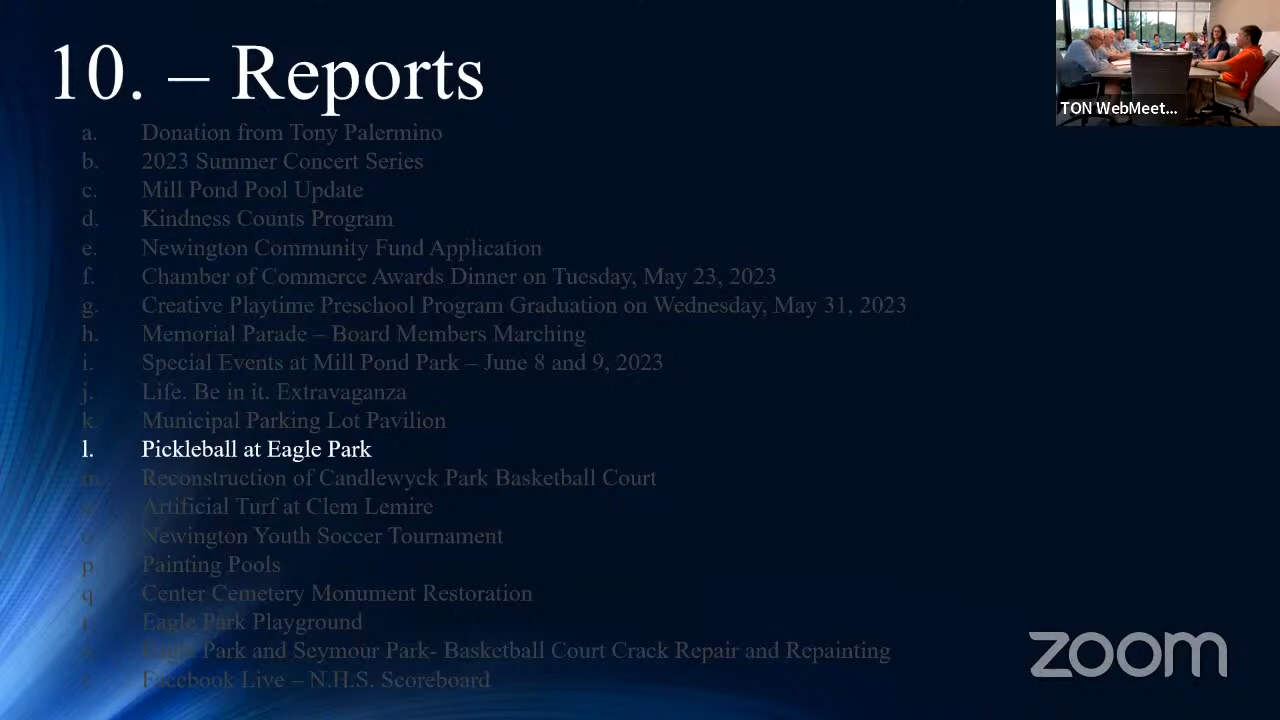 10. – Reports
TON WebMeet...
a. Donation from Tony Palermino
b. 2023 Summer Concert Series
c. Mill Pond Pool Update
d. Kindness Counts Program
e. Newington Community Fund Application
f. Chamber of Commerce Awards Dinner on Tuesday, May 23, 2023
g. Creative Playtime Preschool Program Graduation on Wednesday, May 31, 2023
h. Memorial Parade – Board Members Marching
i. Special Events at Mill Pond Park – June 8 and 9, 2023
j. Life. Be in it. Extravaganza
k. Municipal Parking Lot Pavilion
l. Pickleball at Eagle Park
m. Reconstruction of Candlewyck Park Basketball Court
n. Artificial Turf at Clem Lemire
o. Newington Youth Soccer Tournament
p. Painting Pools
q. Center Cemetery Monument Restoration
r. Eagle Park Playground
s. Eagle Park and Seymour Park- Basketball Court Crack Repair and Repainting
t. Facebook Live – N.H.S. Scoreboard
zoom